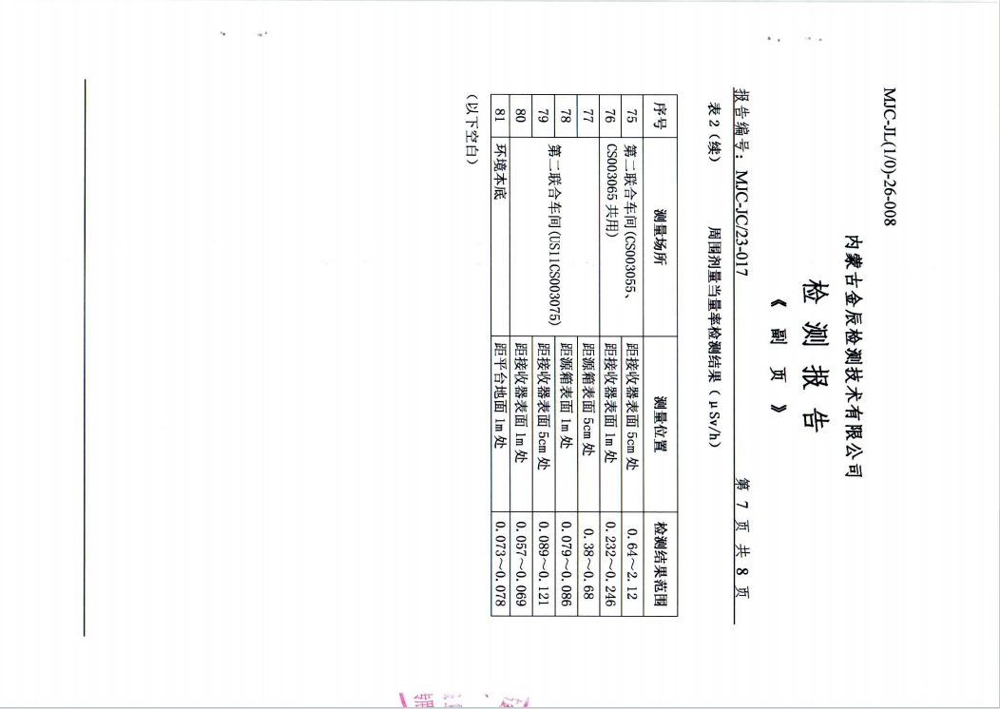 MJC-JL(1/0)-26-008
内蒙古金辰检测技术有限公司
检测报告
《 副 页 》
报告编号：MJC-JC/23-017 第 7 页 共 8 页
表 2（续） 周围剂量当量率检测结果（μSv/h）
序号 测量场所 测量位置 检测结果范围
75 第二联合车间(CS003055、 距接收器表面 5cm 处 0.64～2.12
76 CS003065 共用) 距接收器表面 1m 处 0.232～0.246
77 距源箱表面 5cm 处 0.38～0.68
78 第二联合车间(US11CS003075) 距源箱表面 1m 处 0.079～0.086
79 距接收器表面 5cm 处 0.089～0.121
80 距接收器表面 1m 处 0.057～0.069
81 环境本底 距平台地面 1m 处 0.073～0.078
（以下空白）